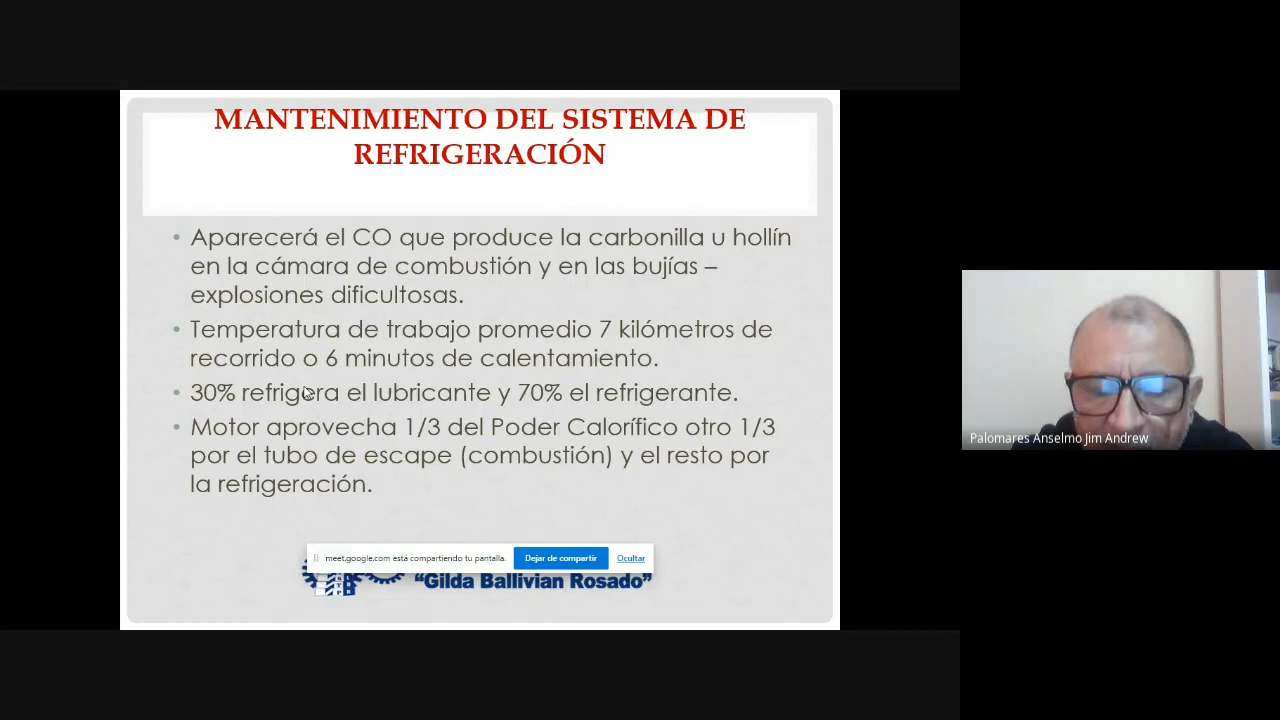 MANTENIMIENTO DEL SISTEMA DE
REFRIGERACIÓN
• Aparecerá el CO que produce la carbonilla u hollín
en la cámara de combustión y en las bujías –
explosiones dificultosas.
• Temperatura de trabajo promedio 7 kilómetros de
recorrido o 6 minutos de calentamiento.
• 30% refrigera el lubricante y 70% el refrigerante.
• Motor aprovecha 1/3 del Poder Calorífico otro 1/3
por el tubo de escape (combustión) y el resto por
la refrigeración.
meet.google.com está compartiendo tu pantalla. Dejar de compartir Ocultar
“Gilda Ballivian Rosado”
Palomares Anselmo Jim Andrew